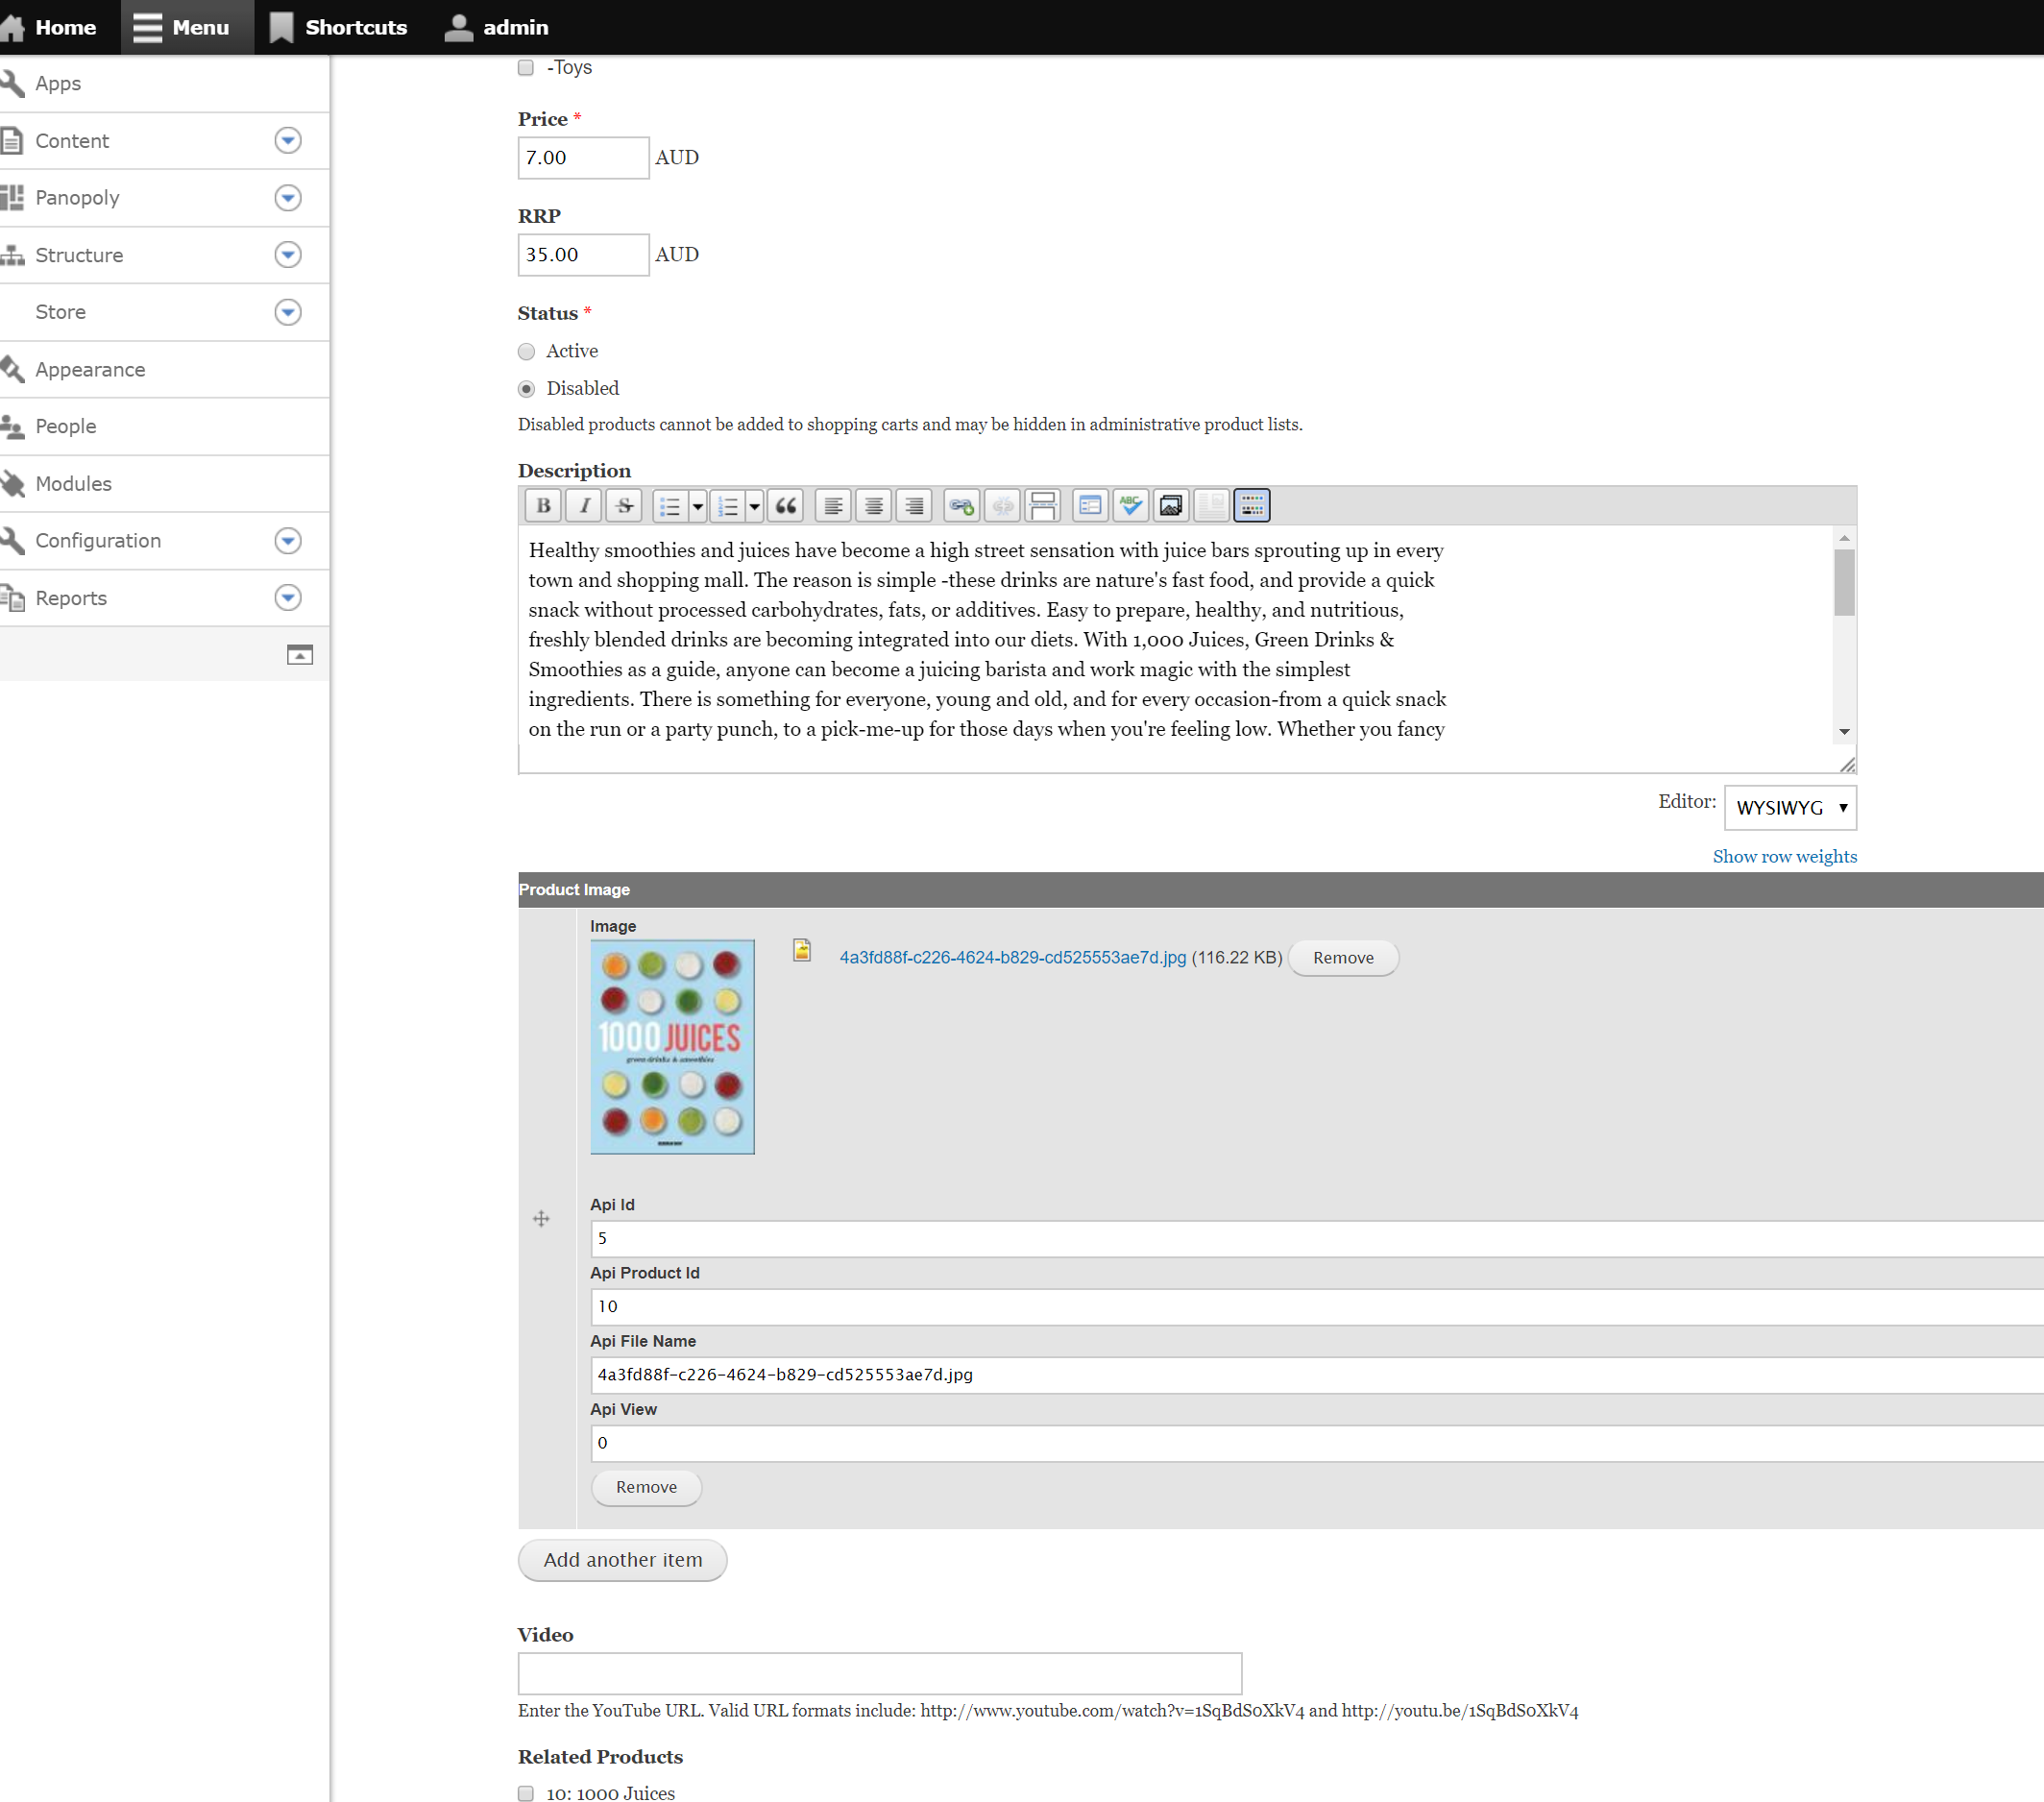 Home Menu Shortcuts admin
Apps
Content
Panopoly
Structure
Store
Appearance
People
Modules
Configuration
Reports
-Toys
Price *
7.00 AUD
RRP
35.00 AUD
Status *
Active
Disabled
Disabled products cannot be added to shopping carts and may be hidden in administrative product lists.
Description
B I S ABC
Healthy smoothies and juices have become a high street sensation with juice bars sprouting up in every
town and shopping mall. The reason is simple -these drinks are nature's fast food, and provide a quick
snack without processed carbohydrates, fats, or additives. Easy to prepare, healthy, and nutritious,
freshly blended drinks are becoming integrated into our diets. With 1,000 Juices, Green Drinks &
Smoothies as a guide, anyone can become a juicing barista and work magic with the simplest
ingredients. There is something for everyone, young and old, and for every occasion-from a quick snack
on the run or a party punch, to a pick-me-up for those days when you're feeling low. Whether you fancy
Editor: WYSIWYG
Show row weights
Product Image
Image
4a3fd88f-c226-4624-b829-cd525553ae7d.jpg (116.22 KB) Remove
1000 JUICES
green drinks & smoothies
Api Id
5
Api Product Id
10
Api File Name
4a3fd88f-c226-4624-b829-cd525553ae7d.jpg
Api View
0
Remove
Add another item
Video
Enter the YouTube URL. Valid URL formats include: http://www.youtube.com/watch?v=1SqBdS0XkV4 and http://youtu.be/1SqBdS0XkV4
Related Products
10: 1000 Juices